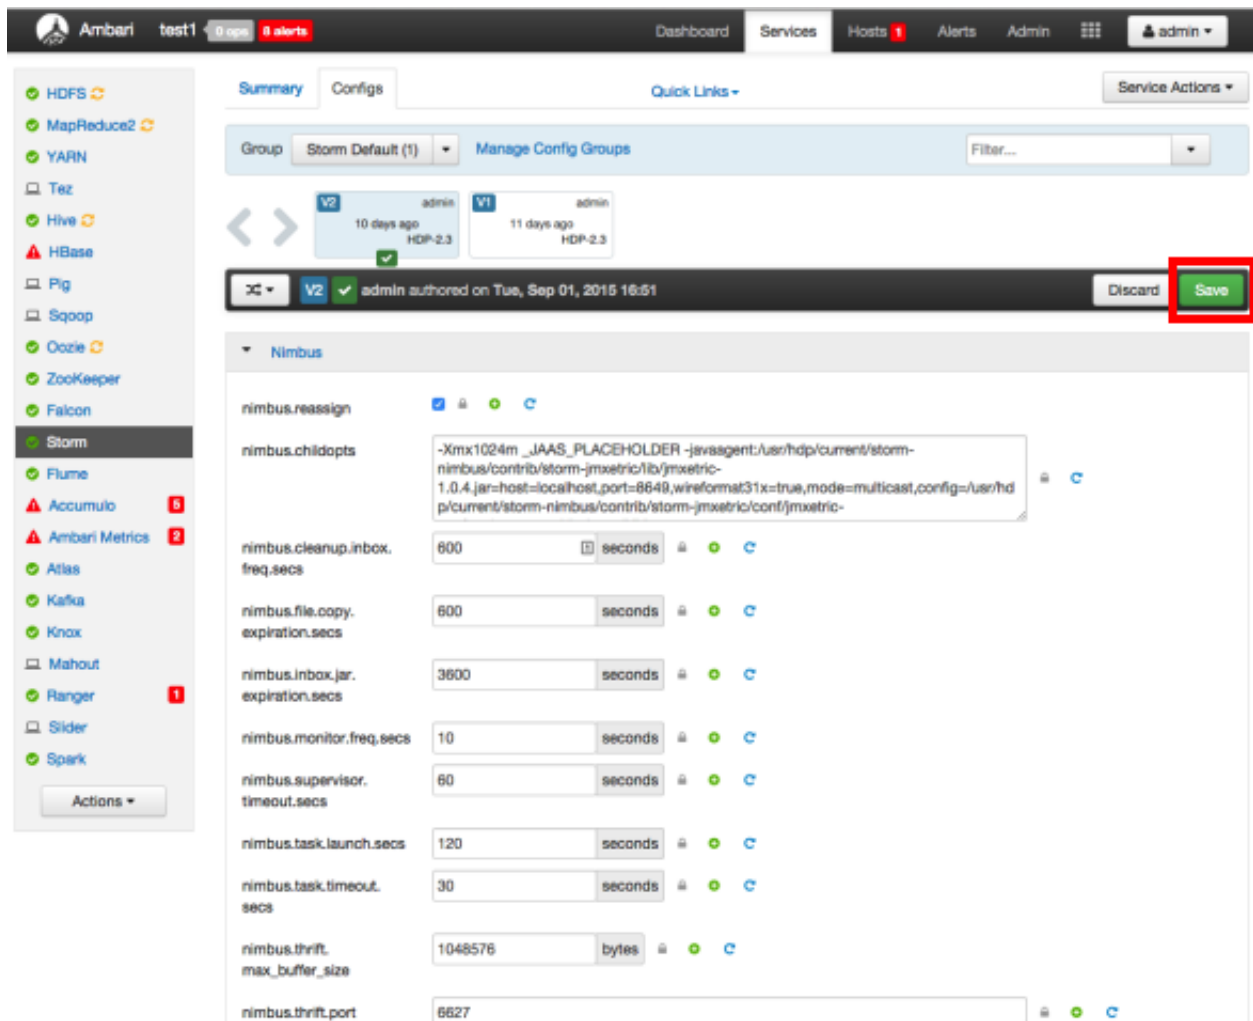 Ambari test1 0 ops 8 alerts Dashboard Services Hosts 1 Alerts Admin admin
HDFS
MapReduce2
YARN
Tez
Hive
HBase
Pig
Sqoop
Oozie
ZooKeeper
Falcon
Storm
Flume
Accumulo 5
Ambari Metrics 2
Atlas
Kafka
Knox
Mahout
Ranger 1
Slider
Spark
Actions
Summary Configs Quick Links Service Actions
Group Storm Default (1) Manage Config Groups Filter...
V2 admin
10 days ago
HDP-2.3
V1 admin
11 days ago
HDP-2.3
V2 admin authored on Tue, Sep 01, 2015 16:51 Discard Save
Nimbus
nimbus.reassign
nimbus.childopts
-Xmx1024m _JAAS_PLACEHOLDER -javaagent:/usr/hdp/current/storm-
nimbus/contrib/storm-jmxetric/lib/jmxetric-
1.0.4.jar=host=localhost,port=8649,wireformat31x=true,mode=multicast,config=/usr/hd
p/current/storm-nimbus/contrib/storm-jmxetric/conf/jmxetric-
nimbus.cleanup.inbox. 600 seconds
freq.secs
nimbus.file.copy. 600 seconds
expiration.secs
nimbus.inbox.jar. 3600 seconds
expiration.secs
nimbus.monitor.freq.secs 10 seconds
nimbus.supervisor. 60 seconds
timeout.secs
nimbus.task.launch.secs 120 seconds
nimbus.task.timeout. 30 seconds
secs
nimbus.thrift. 1048576 bytes
max_buffer_size
nimbus.thrift.port 6627